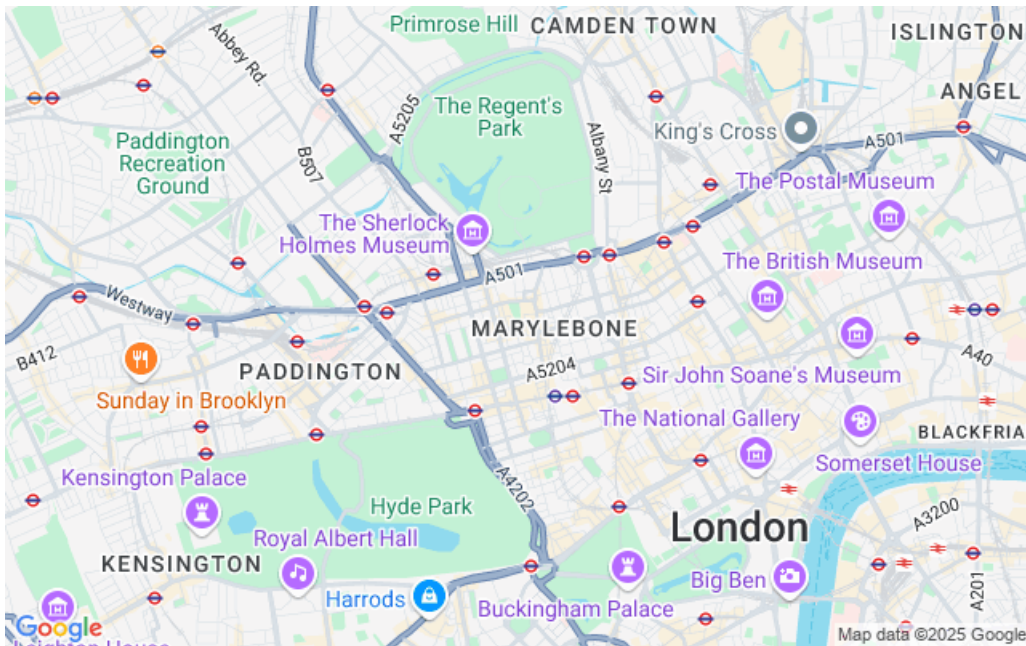 Primrose Hill
CAMDEN TOWN
ISLINGTON
Abbey Rd.
ANGEL
The Regent's
Park
A5205
Albany St
King's Cross
A501
Paddington
Recreation
Ground
B507
The Postal Museum
The Sherlock
Holmes Museum
The British Museum
A501
Westway
MARYLEBONE
B412
A40
PADDINGTON
A5204
Sir John Soane's Museum
Sunday in Brooklyn
The National Gallery
BLACKFRIA
Somerset House
Kensington Palace
A4202
Hyde Park
A3200
London
Royal Albert Hall
KENSINGTON
Big Ben
Harrods
Buckingham Palace
A201
Google
Map data ©2025 Google